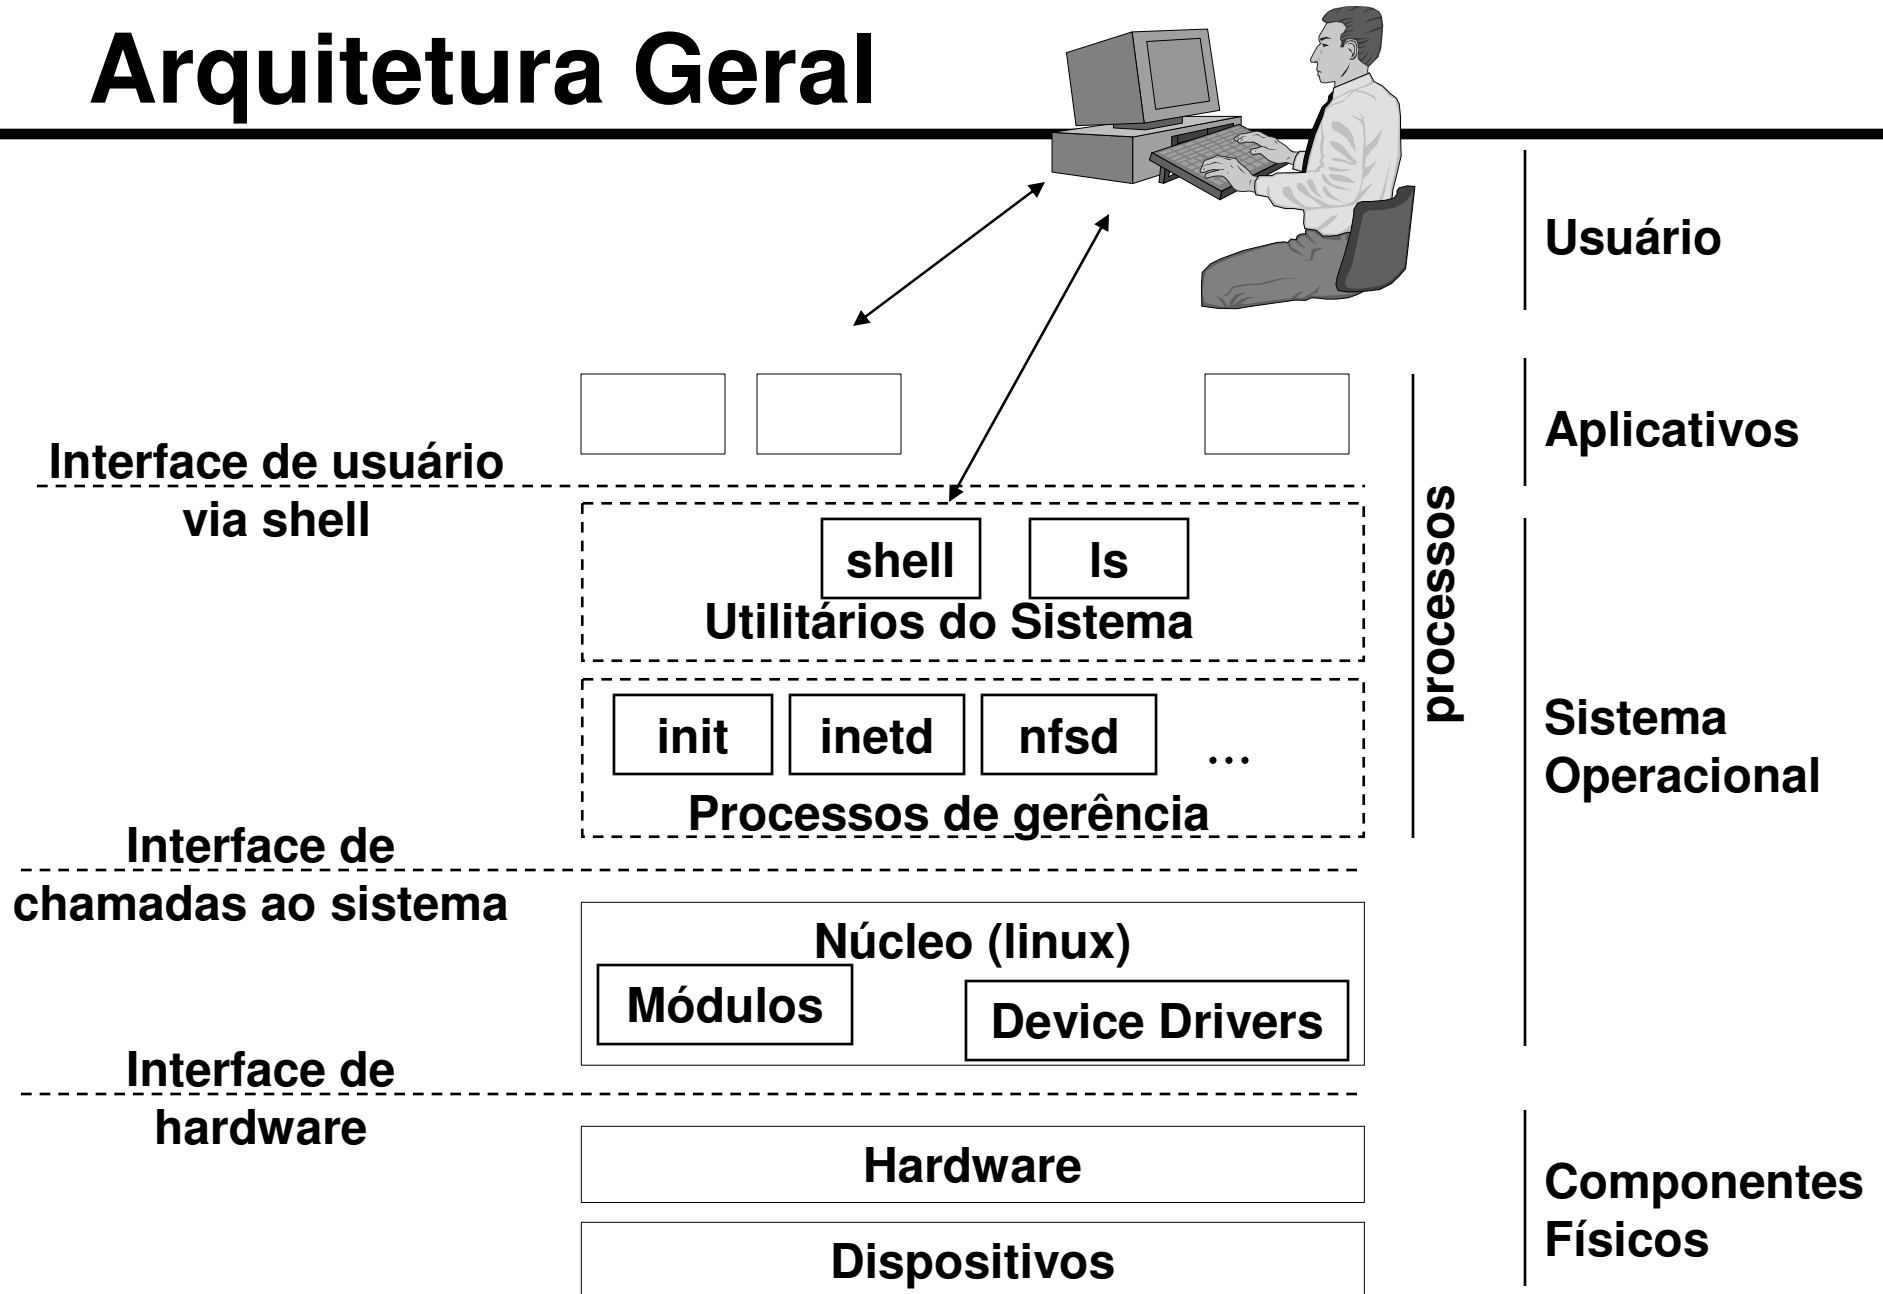 Arquitetura Geral
Usuário
Aplicativos
Interface de usuário
via shell
shell
ls
Utilitários do Sistema
processos
init
inetd
nfsd
...
Processos de gerência
Sistema
Operacional
Interface de
chamadas ao sistema
Núcleo (linux)
Módulos
Device Drivers
Interface de
hardware
Hardware
Componentes
Físicos
Dispositivos